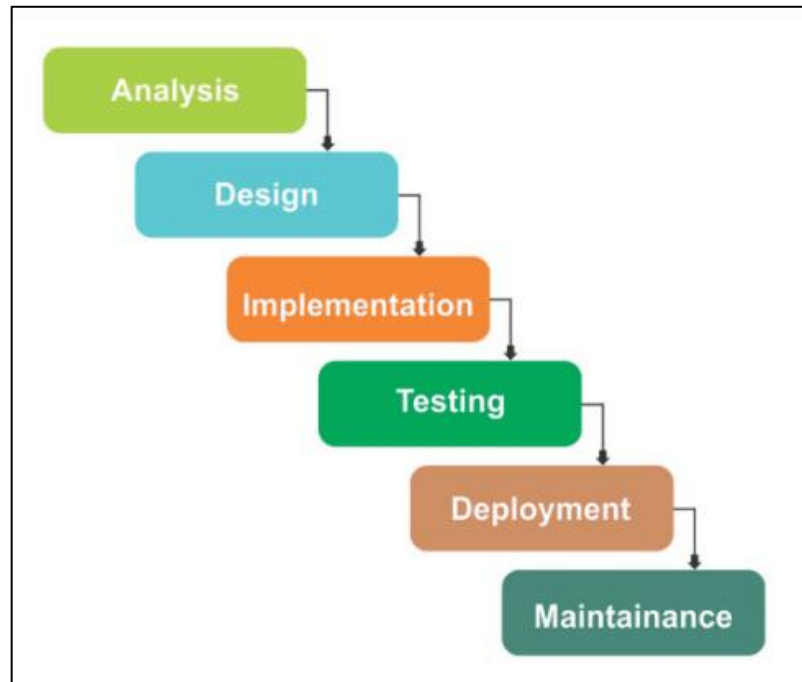 Analysis
Design
Implementation
Testing
Deployment
Maintainance